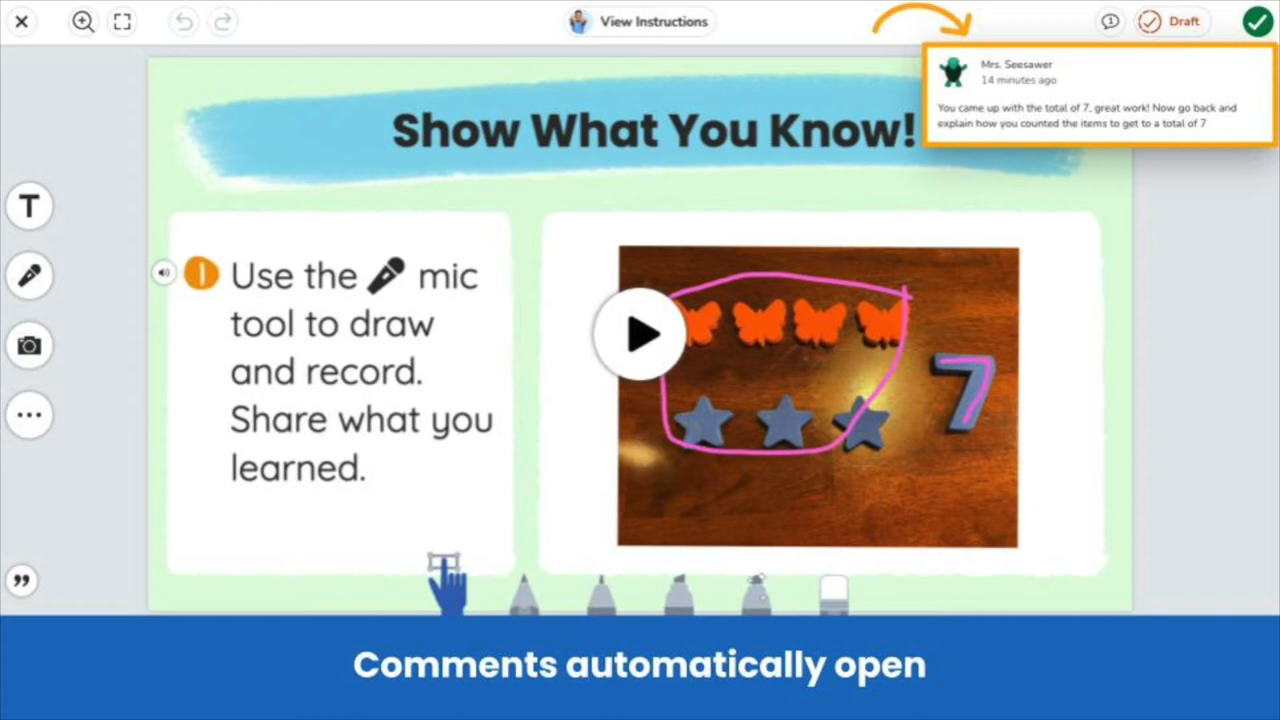 View Instructions
1
Draft
Mrs. Seesawer
14 minutes ago
You came up with the total of 7, great work! Now go back and
explain how you counted the items to get to a total of 7
Show What You Know!
T
1 Use the mic
tool to draw
and record.
Share what you
learned.
7
Comments automatically open